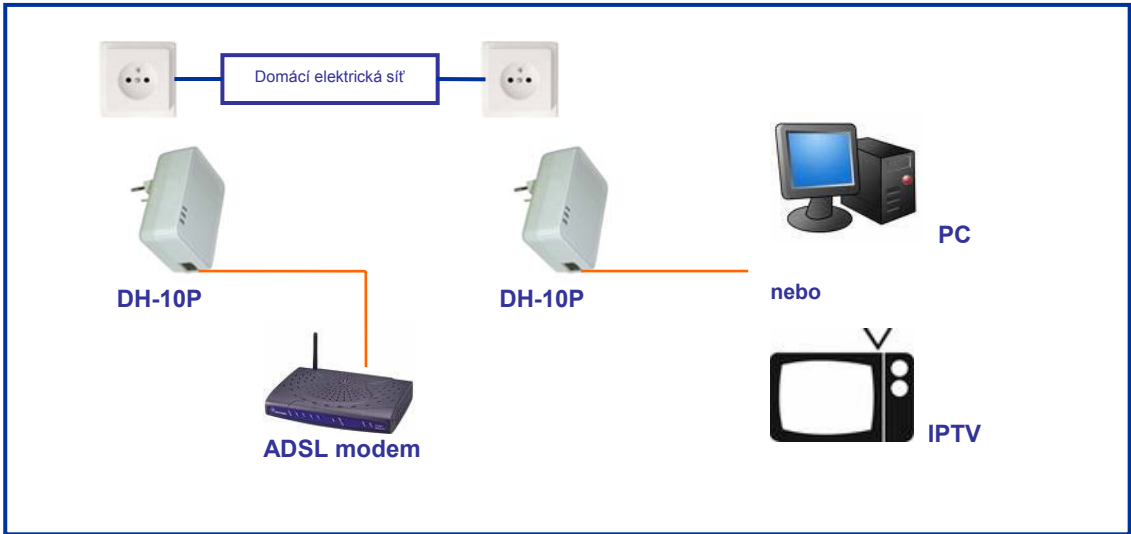 Domácí elektrická síť
PC
DH-10P
DH-10P
nebo
ADSL modem
IPTV